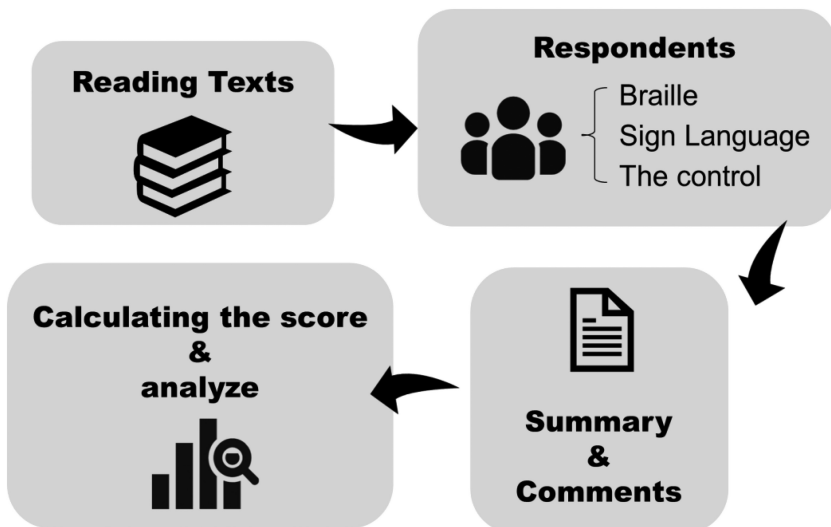 Reading Texts
Respondents
Braille
Sign Language
The control
Summary
&
Comments
Calculating the score
&
analyze